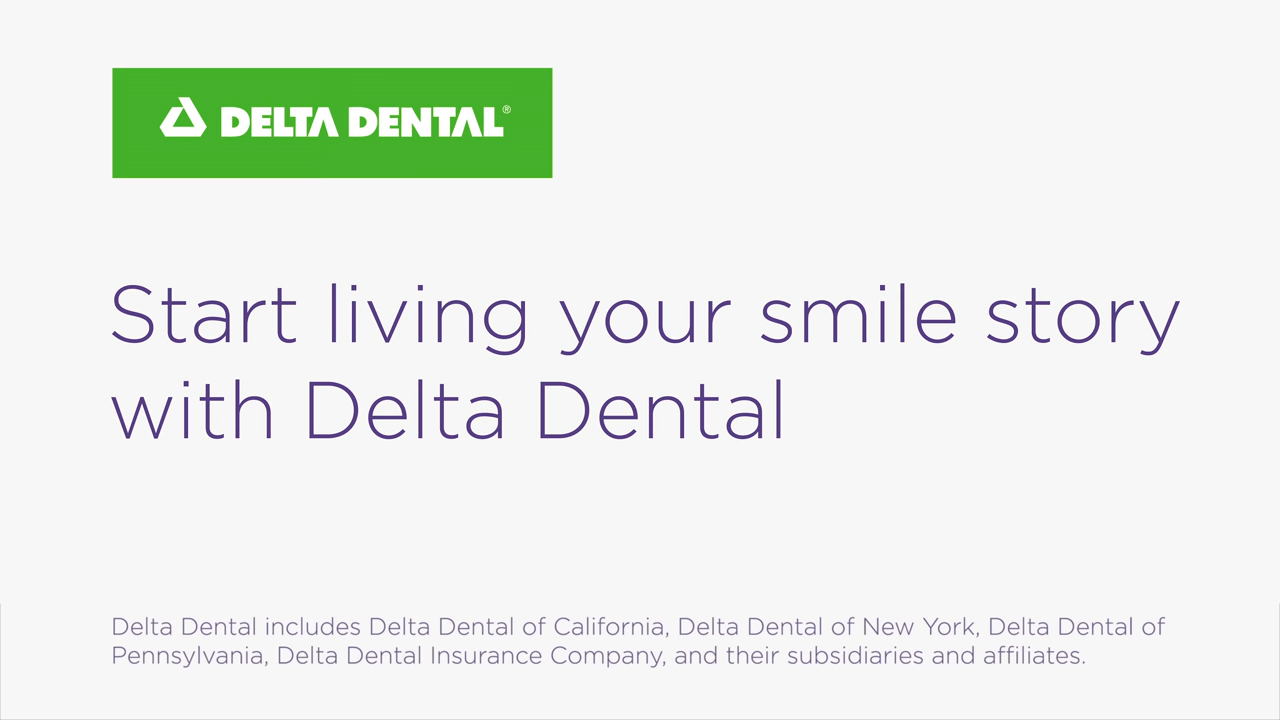 DELTA DENTAL®
Start living your smile story
with Delta Dental
Delta Dental includes Delta Dental of California, Delta Dental of New York, Delta Dental of
Pennsylvania, Delta Dental Insurance Company, and their subsidiaries and affiliates.